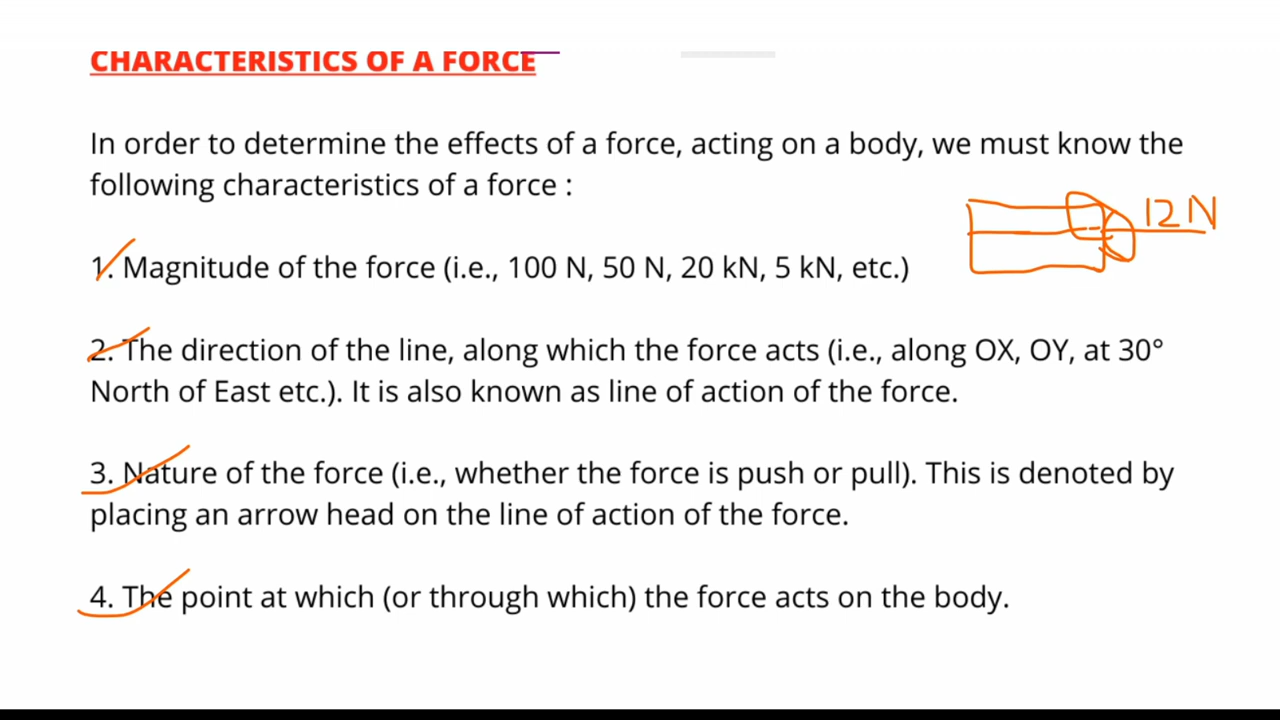 CHARACTERISTICS OF A FORCE
In order to determine the effects of a force, acting on a body, we must know the
following characteristics of a force :
12 N
1. Magnitude of the force (i.e., 100 N, 50 N, 20 kN, 5 kN, etc.)
2. The direction of the line, along which the force acts (i.e., along OX, OY, at 30°
North of East etc.). It is also known as line of action of the force.
3. Nature of the force (i.e., whether the force is push or pull). This is denoted by
placing an arrow head on the line of action of the force.
4. The point at which (or through which) the force acts on the body.